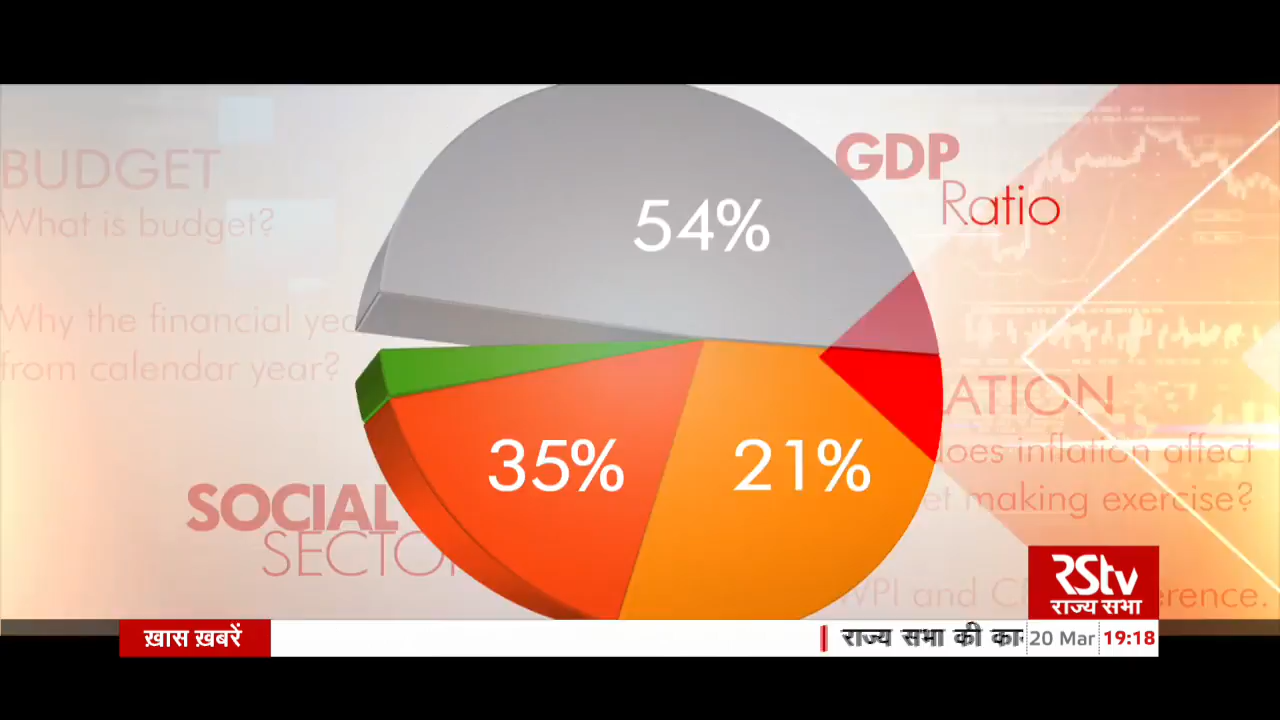 BUDGET
What is budget?
Why the financial yea
from calendar year?
SOCIAL
SECTO
54%
35%
21%
GDP
Ratio
ATION
does inflation affect
et making exercise?
WPI and
erence.
RStv
राज्य सभा
ख़ास ख़बरें
राज्य सभा की का
20 Mar
19:18